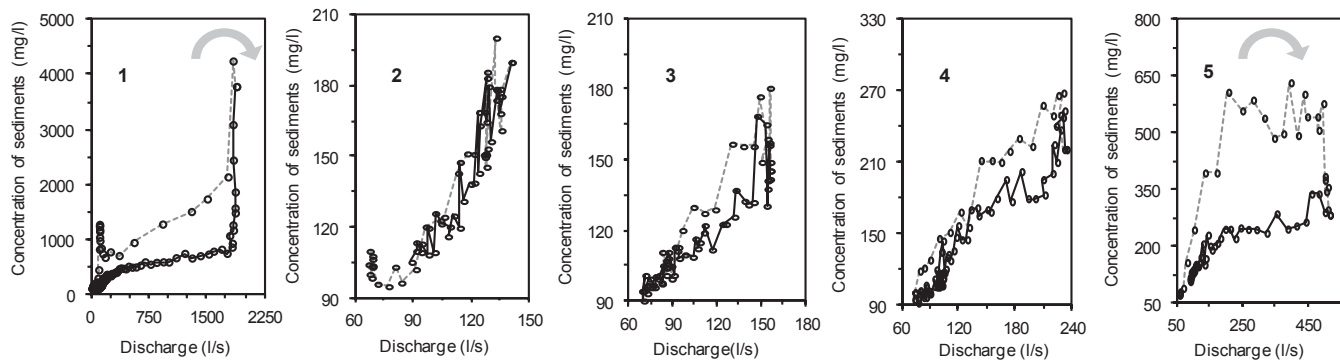 Concentration of sediments (mg/l)
5000
4000
3000
2000
1000
0
1
0 750 1500 2250
Discharge (l/s)
Concentration of sediments (mg/l)
210
180
150
120
90
2
60 90 120 150
Discharge (l/s)
Concentration of sediments (mg/l)
210
180
150
120
90
3
60 90 120 150 180
Discharge(l/s)
Concentration of sediments (mg/l)
330
270
210
150
90
4
60 120 180 240
Discharge (l/s)
Concentration of sediments (mg/l)
800
650
500
350
200
50
5
50 250 450
Discharge (l/s)